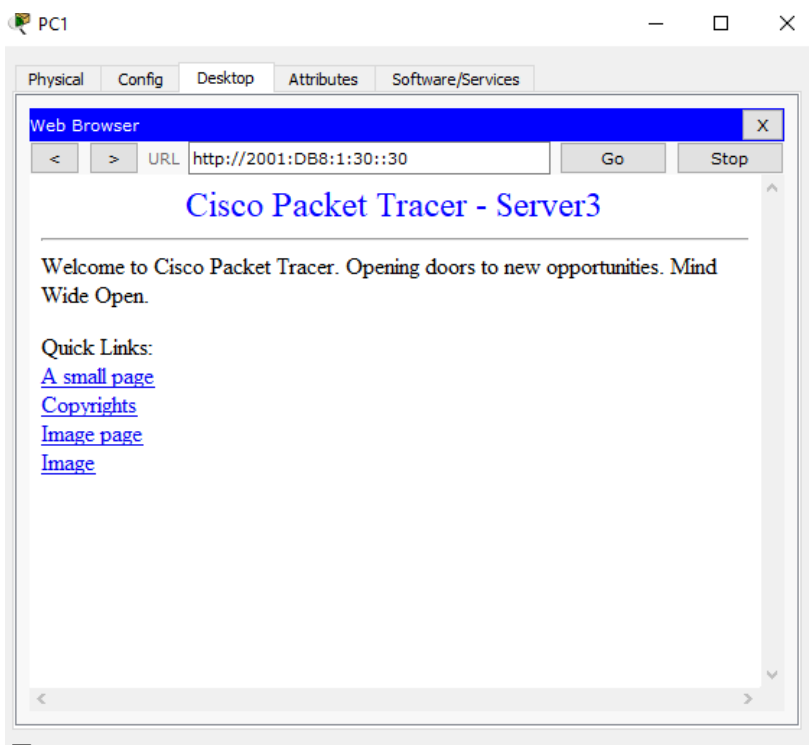 PC1
Physical Config Desktop Attributes Software/Services
Web Browser X
< > URL http://2001:DB8:1:30::30 Go Stop
Cisco Packet Tracer - Server3
Welcome to Cisco Packet Tracer. Opening doors to new opportunities. Mind
Wide Open.
Quick Links:
A small page
Copyrights
Image page
Image